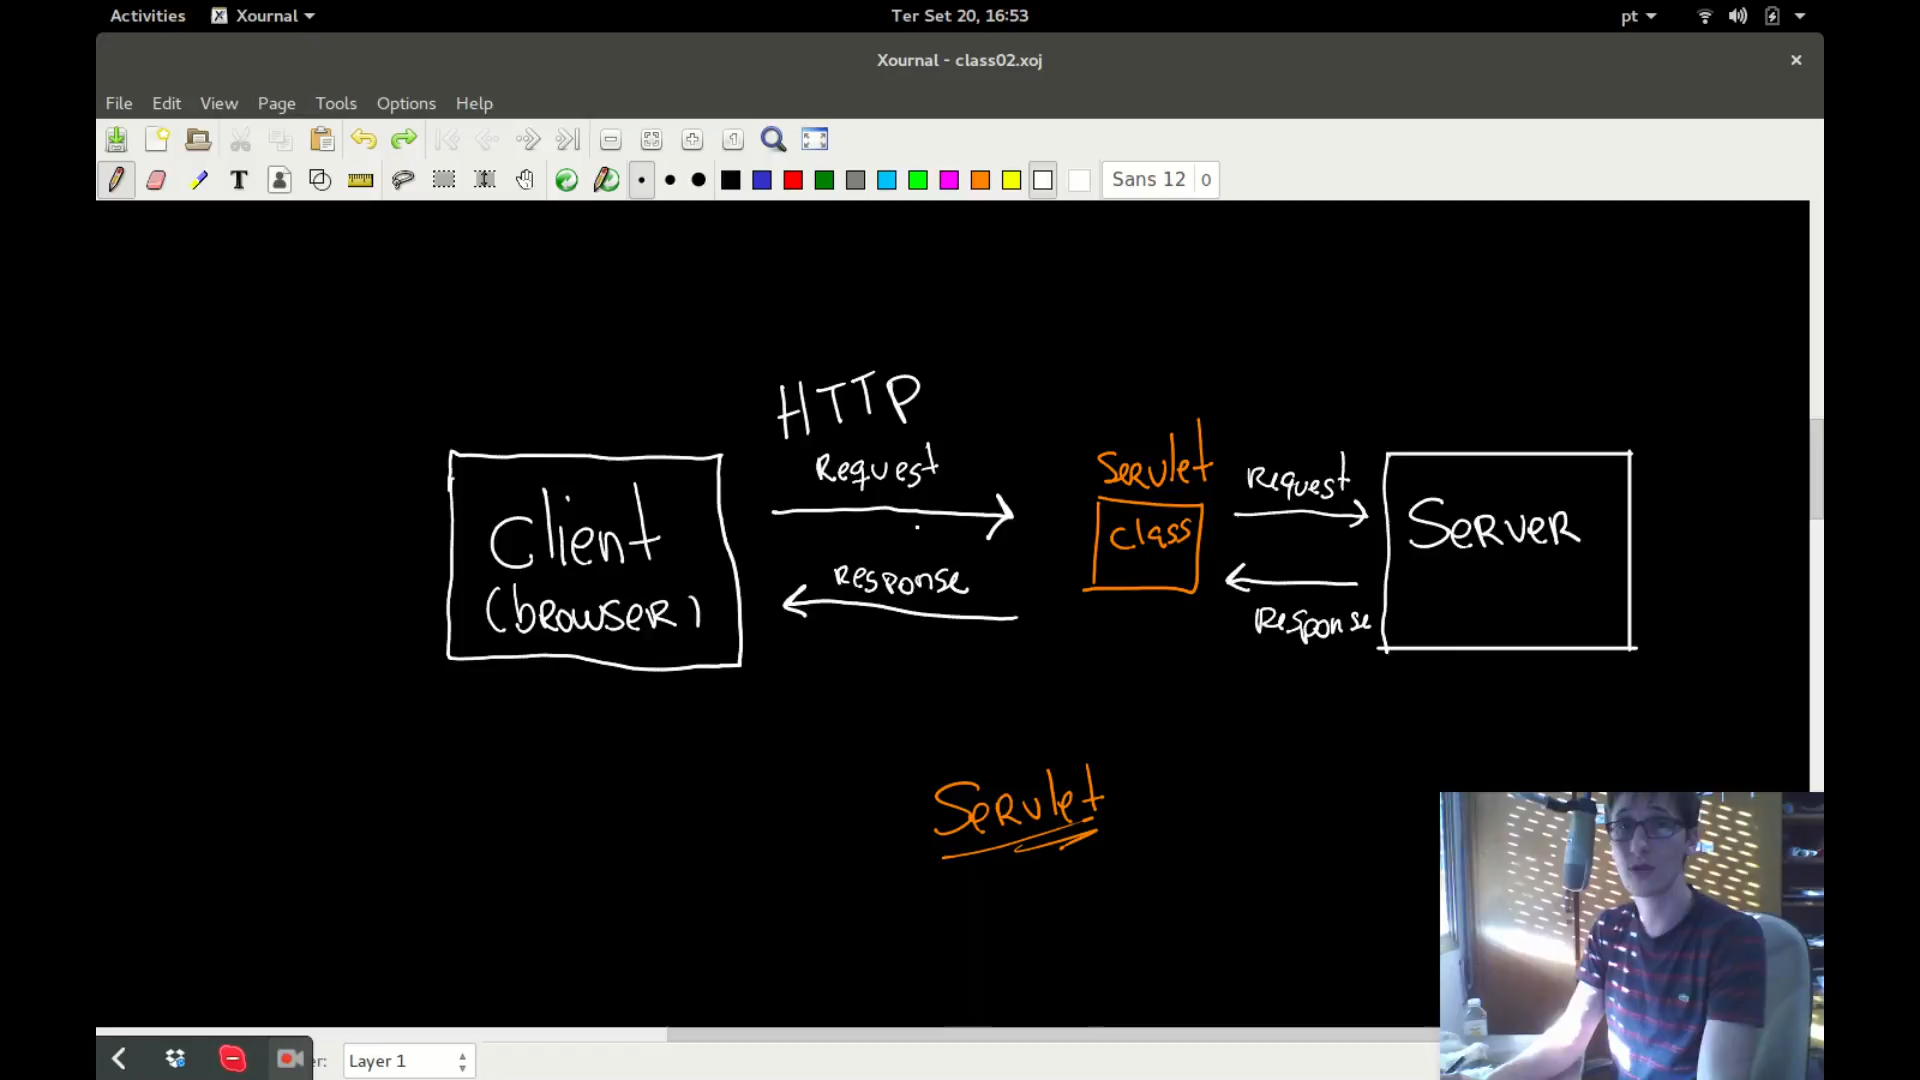 Activities Xournal Ter Set 20, 16:53 pt
Xournal - class02.xoj
File Edit View Page Tools Options Help
T Sans 12 0
HTTP
Request
Servlet
Request
client
class
Server
Response
(browser)
Response
Servlet
er: Layer 1